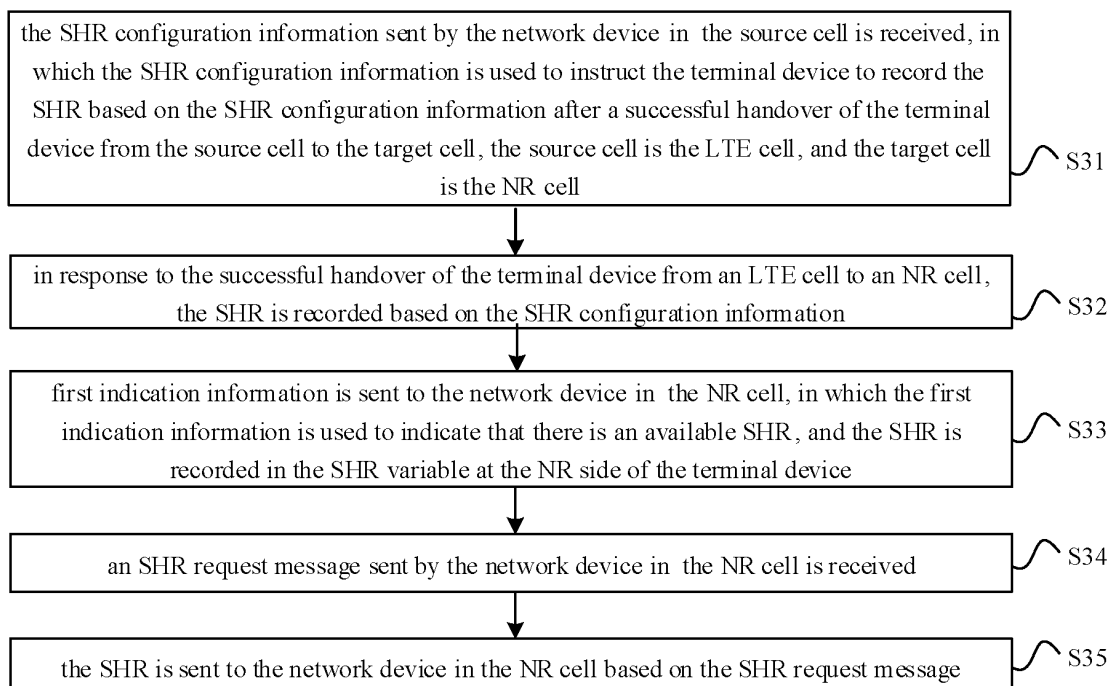 the SHR configuration information sent by the network device in the source cell is received, in
which the SHR configuration information is used to instruct the terminal device to record the
SHR based on the SHR configuration information after a successful handover of the terminal
device from the source cell to the target cell, the source cell is the LTE cell, and the target cell
is the NR cell
S31
in response to the successful handover of the terminal device from an LTE cell to an NR cell,
the SHR is recorded based on the SHR configuration information
S32
first indication information is sent to the network device in the NR cell, in which the first
indication information is used to indicate that there is an available SHR, and the SHR is
recorded in the SHR variable at the NR side of the terminal device
S33
an SHR request message sent by the network device in the NR cell is received
S34
the SHR is sent to the network device in the NR cell based on the SHR request message
S35